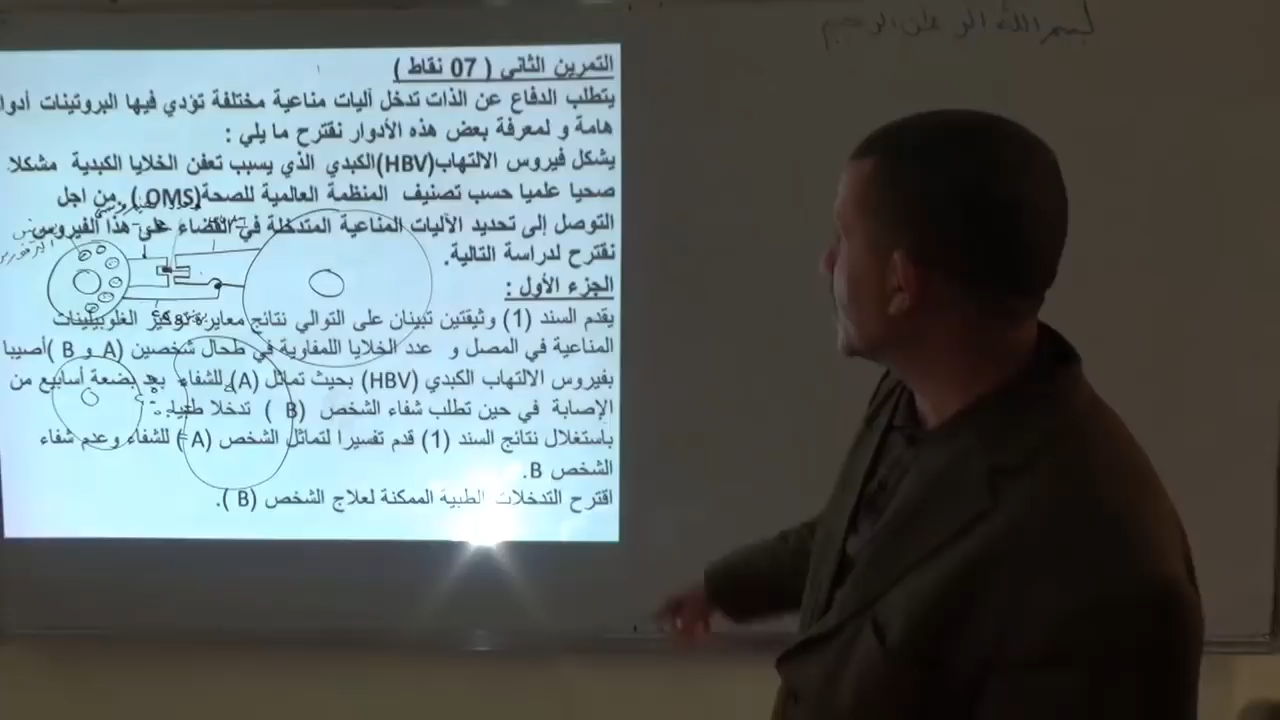 بسم الله الرحمن الرحيم
التمرين الثاني ( 07 نقاط )
يتطلب الدفاع عن الذات تدخل آليات مناعية مختلفة تؤدي فيها البروتينات أدوا
هامة و لمعرفة بعض هذه الأدوار نقترح ما يلي :
يشكل فيروس الالتهاب(HBV)الكبدي الذي يسبب تعفن الخلايا الكبدية مشكلا
صحيا علميا حسب تصنيف المنظمة العالمية للصحة(OMS) .من اجل
التوصل إلى تحديد الآليات المناعية المتدخلة في القضاء على هذا الفيروس
نقترح لدراسة التالية.
الجزء الأول :
يقدم السند (1) وثيقتين تبينان على التوالي نتائج معايرة تركيز الغلوبيلينات
المناعية في المصل و عدد الخلايا اللمفاوية في طحال شخصين (A و B )أصيبا
بفيروس الالتهاب الكبدي (HBV) بحيث تماثل (A) للشفاء بعد بضعة أسابيع من
الإصابة في حين تطلب شفاء الشخص (B ) تدخلا طبيا.
باستغلال نتائج السند (1) قدم تفسيرا لتماثل الشخص (A ) للشفاء وعدم شفاء
الشخص B.
اقترح التدخلات الطبية الممكنة لعلاج الشخص (B ).